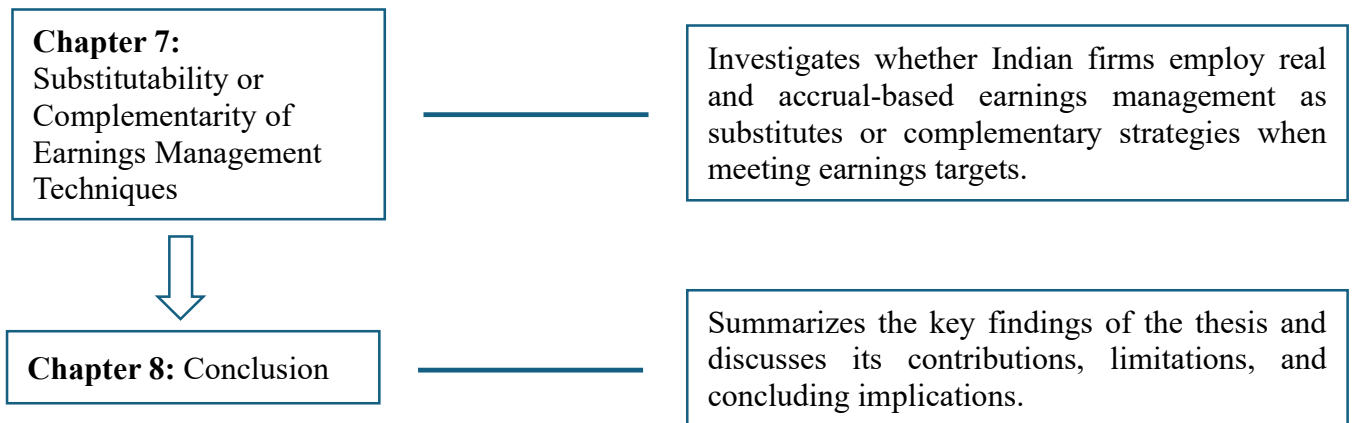 Chapter 7:
Substitutability or
Complementarity of
Earnings Management
Techniques
Investigates whether Indian firms employ real
and accrual-based earnings management as
substitutes or complementary strategies when
meeting earnings targets.
Chapter 8: Conclusion
Summarizes the key findings of the thesis and
discusses its contributions, limitations, and
concluding implications.